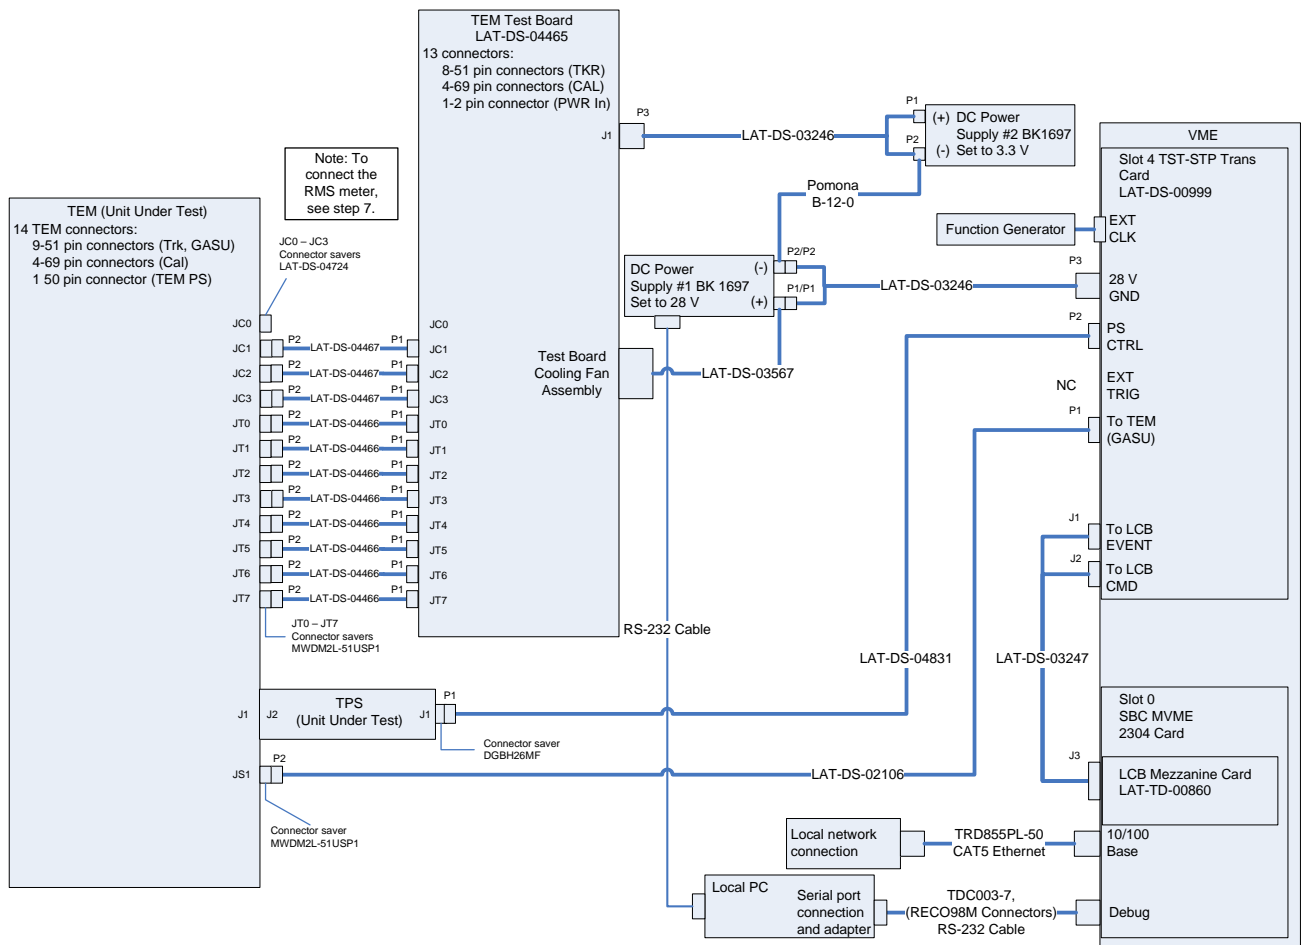 TEM Test Board
LAT-DS-04465
13 connectors:
8-51 pin connectors (TKR)
4-69 pin connectors (CAL)
1-2 pin connector (PWR In)
J1
P3
LAT-DS-03246
P1
P2
(+) DC Power
Supply #2 BK1697
(-) Set to 3.3 V
Pomona
B-12-0
Note: To
connect the
RMS meter,
see step 7.
TEM (Unit Under Test)
14 TEM connectors:
9-51 pin connectors (Trk, GASU)
4-69 pin connectors (Cal)
1 50 pin connector (TEM PS)
JC0 – JC3
Connector savers
LAT-DS-04724
JC0
JC0
JC1 P2 LAT-DS-04467 P1 JC1
JC2 P2 LAT-DS-04467 P1 JC2
JC3 P2 LAT-DS-04467 P1 JC3
JT0 P2 LAT-DS-04466 P1 JT0
JT1 P2 LAT-DS-04466 P1 JT1
JT2 P2 LAT-DS-04466 P1 JT2
JT3 P2 LAT-DS-04466 P1 JT3
JT4 P2 LAT-DS-04466 P1 JT4
JT5 P2 LAT-DS-04466 P1 JT5
JT6 P2 LAT-DS-04466 P1 JT6
JT7 P2 LAT-DS-04466 P1 JT7
JT0 – JT7
Connector savers
MWDM2L-51USP1
DC Power (-)
Supply #1 BK 1697
Set to 28 V (+)
P2/P2
P1/P1
LAT-DS-03246
Test Board
Cooling Fan
Assembly
LAT-DS-03567
RS-232 Cable
J1
J2
TPS
(Unit Under Test)
J1
P1
Connector saver
DGBH26MF
JS1
P2
Connector saver
MWDM2L-51USP1
LAT-DS-02106
LAT-DS-04831
LAT-DS-03247
VME
Slot 4 TST-STP Trans
Card
LAT-DS-00999
Function Generator
EXT
CLK
P3
28 V
GND
P2
PS
CTRL
NC
EXT
TRIG
P1
To TEM
(GASU)
J1
To LCB
EVENT
J2
To LCB
CMD
Slot 0
SBC MVME
2304 Card
J3
LCB Mezzanine Card
LAT-TD-00860
Local network
connection
TRD855PL-50
CAT5 Ethernet
10/100
Base
Local PC
Serial port
connection
and adapter
TDC003-7,
(RECO98M Connectors)
RS-232 Cable
Debug